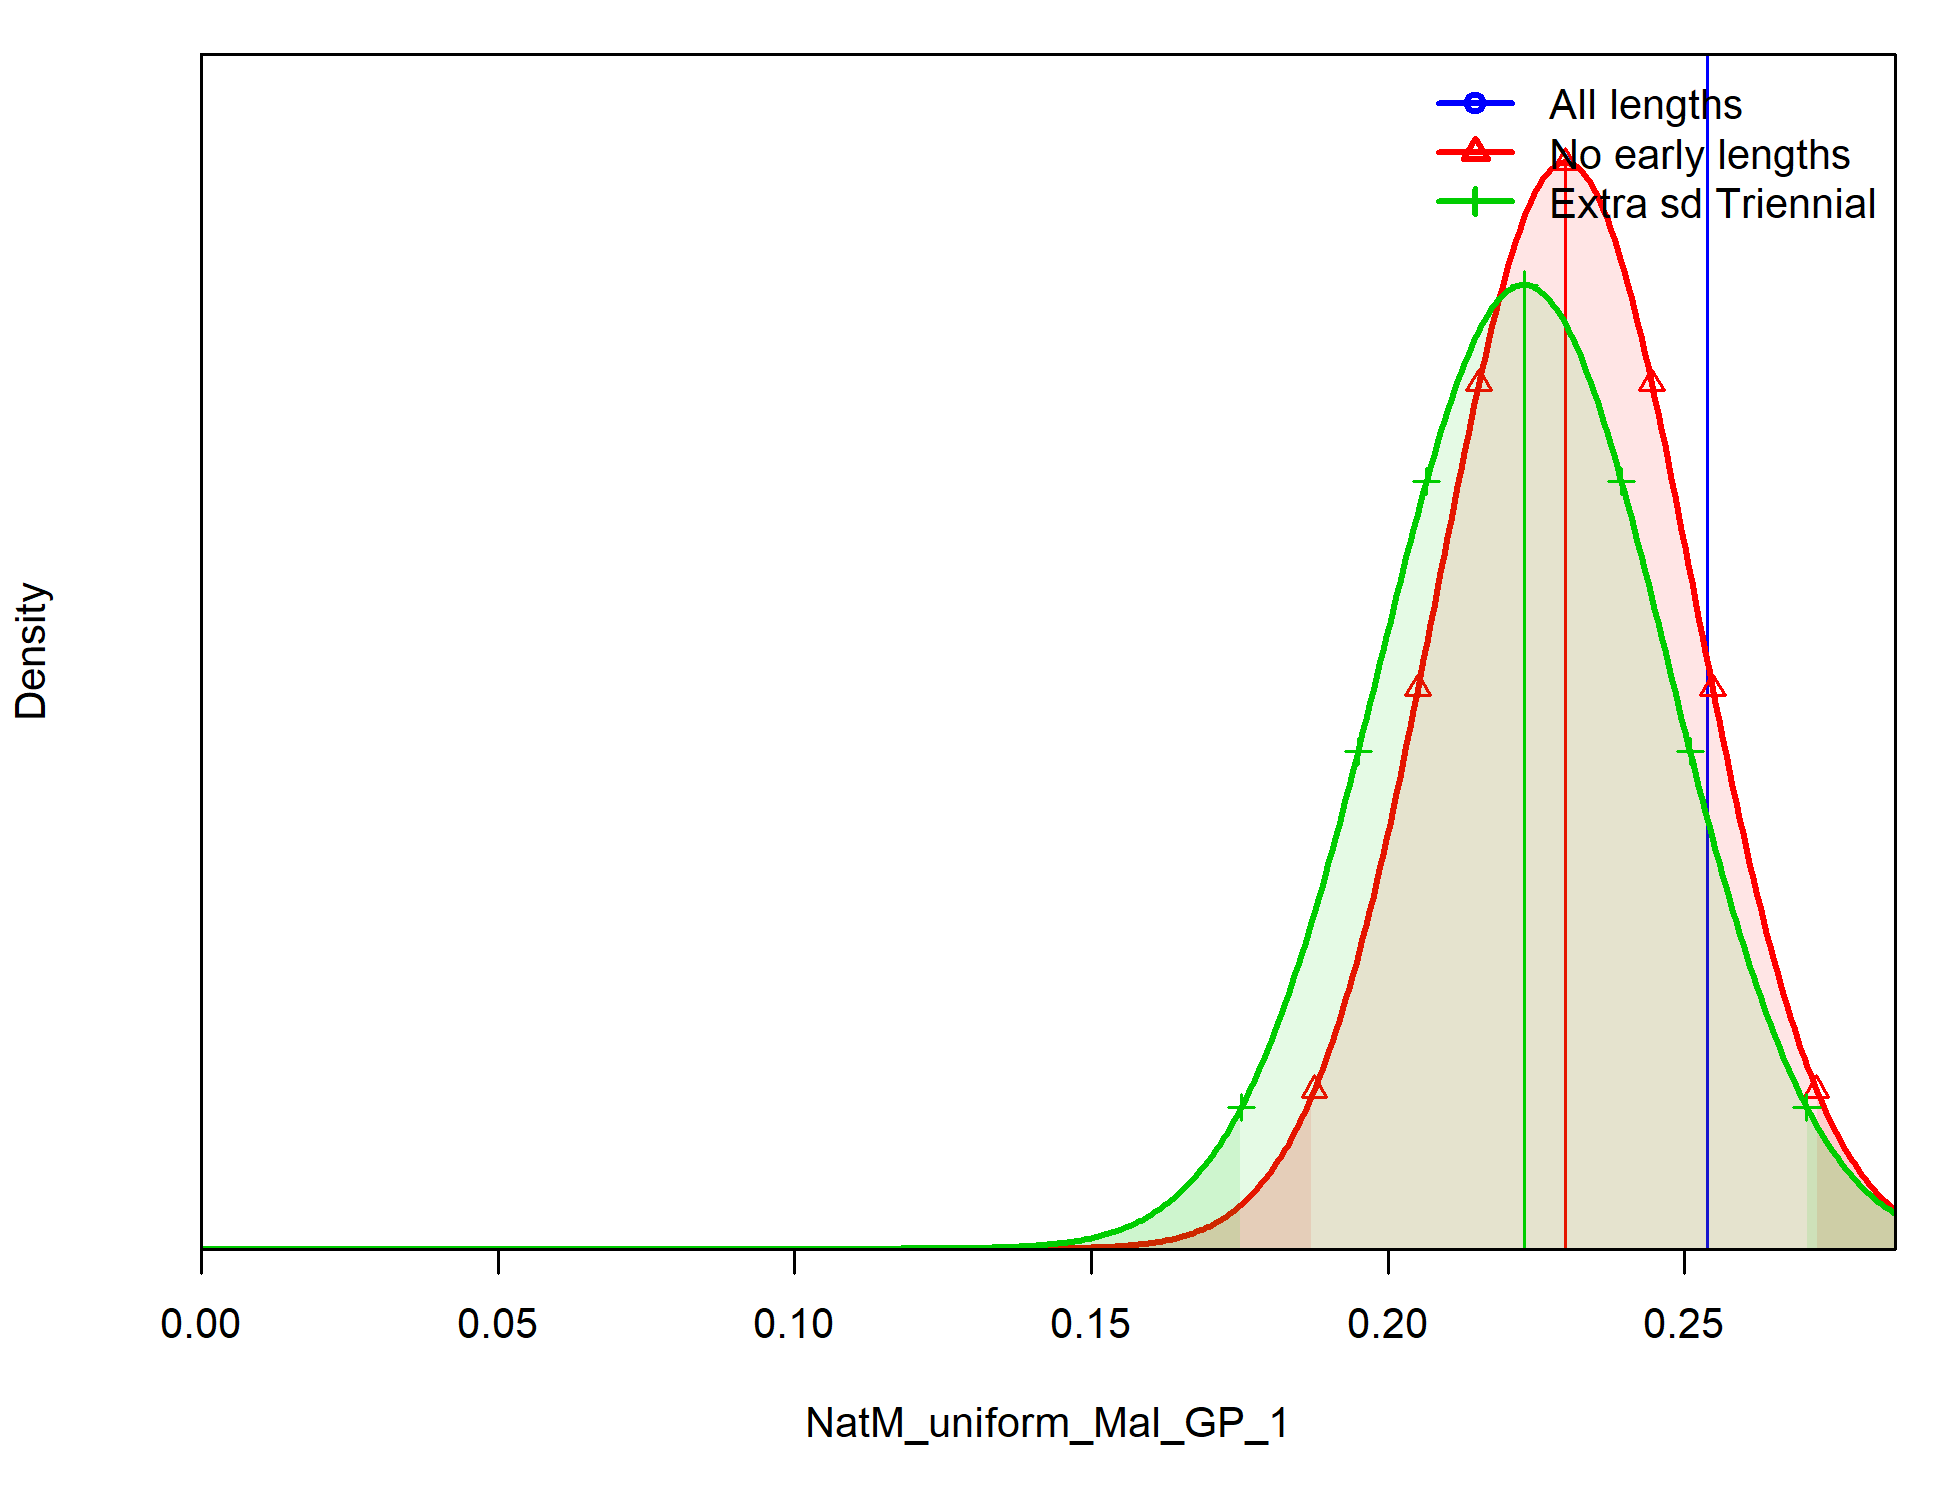 All lengths
No early lengths
Extra sd Triennial
Density
0.00 0.05 0.10 0.15 0.20 0.25
NatM_uniform_Mal_GP_1